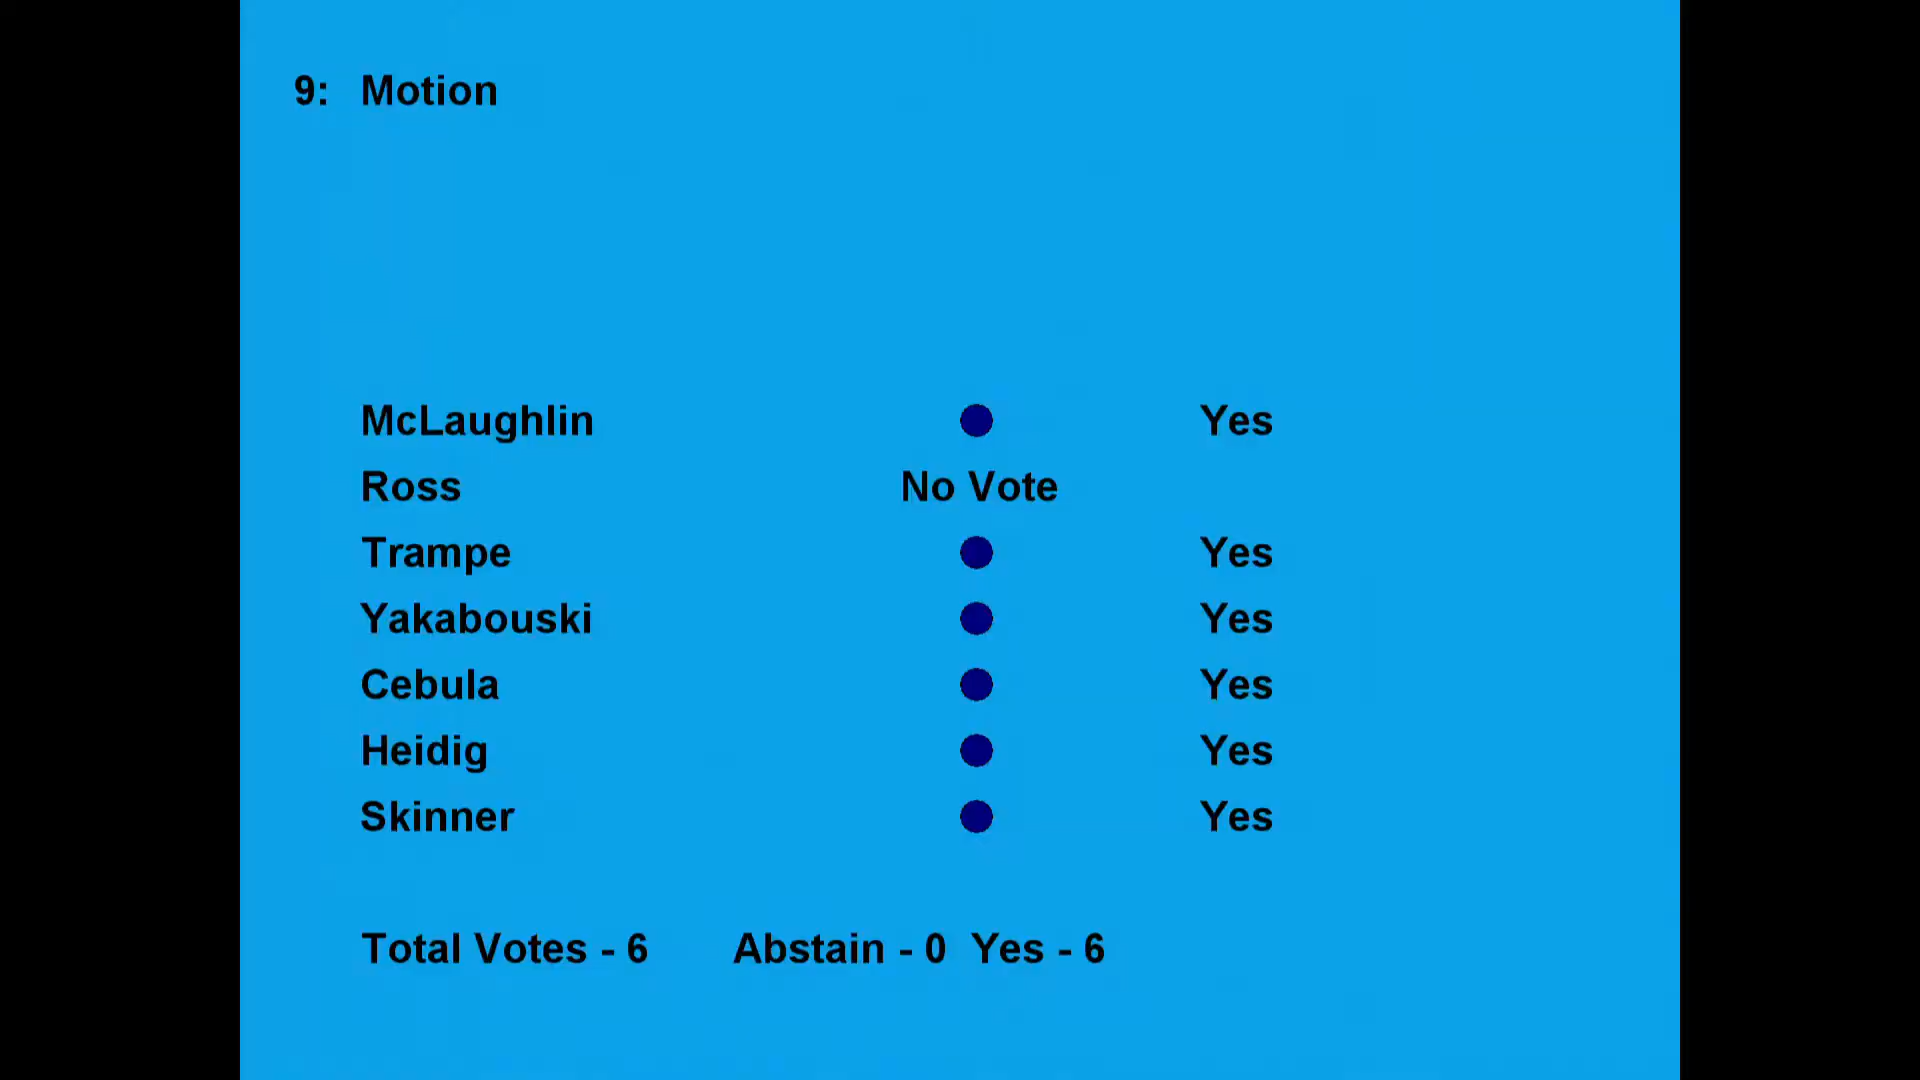 9: Motion
McLaughlin Yes
Ross No Vote
Trampe Yes
Yakabouski Yes
Cebula Yes
Heidig Yes
Skinner Yes
Total Votes - 6 Abstain - 0 Yes - 6